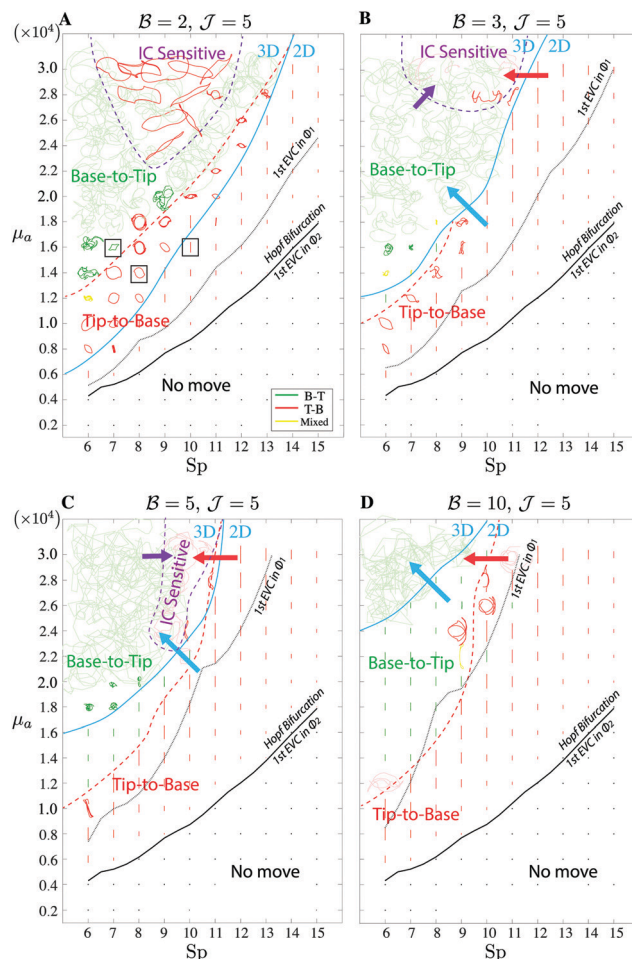 A
B = 2, J = 5
(×10⁴)
IC Sensitive
3D 2D
3.0
2.8
2.6
2.4
2.2
2.0
1.8
μa
1.6
1.4
1.2
1.0
0.8
0.6
0.4
0.2
Base-to-Tip
Tip-to-Base
1st EVC in Φ1
Hopf Bifurcation
1st EVC in Φ2
No move
B-T
T-B
Mixed
6 7 8 9 10 11 12 13 14 15
Sp
B
B = 3, J = 5
IC Sensitive
3D 2D
Base-to-Tip
Tip-to-Base
1st EVC in Φ1
Hopf Bifurcation
1st EVC in Φ2
No move
6 7 8 9 10 11 12 13 14 15
Sp
C
B = 5, J = 5
(×10⁴)
3D 2D
IC Sensitive
3.0
2.8
2.6
2.4
2.2
2.0
1.8
μa
1.6
1.4
1.2
1.0
0.8
0.6
0.4
0.2
Base-to-Tip
Tip-to-Base
1st EVC in Φ1
Hopf Bifurcation
1st EVC in Φ2
No move
6 7 8 9 10 11 12 13 14 15
Sp
D
B = 10, J = 5
3D 2D
Base-to-Tip
Tip-to-Base
1st EVC in Φ1
Hopf Bifurcation
1st EVC in Φ2
No move
6 7 8 9 10 11 12 13 14 15
Sp